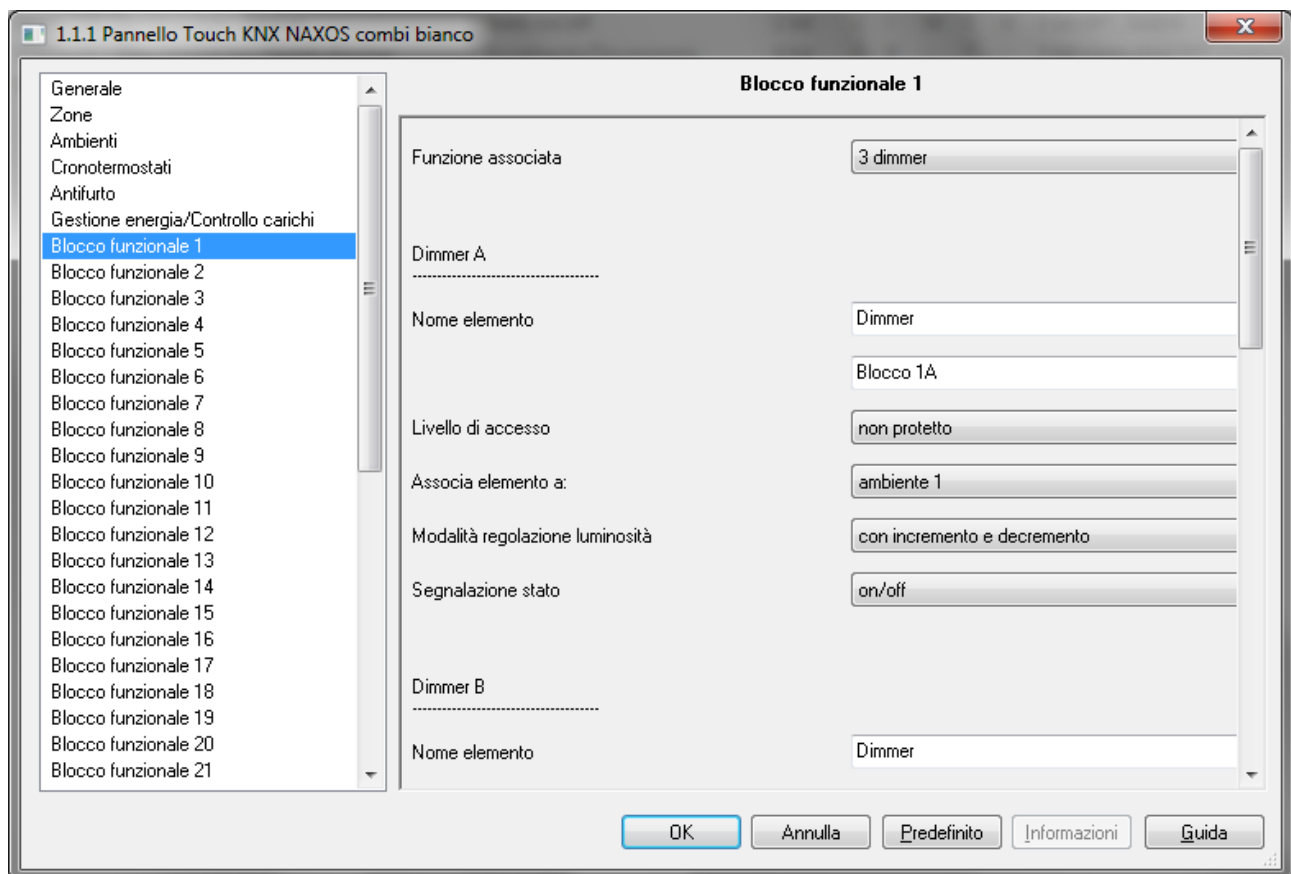 1.1.1 Pannello Touch KNX NAXOS combi bianco
Generale
Zone
Ambienti
Cronotermostati
Antifurto
Gestione energia/Controllo carichi
Blocco funzionale 1
Blocco funzionale 2
Blocco funzionale 3
Blocco funzionale 4
Blocco funzionale 5
Blocco funzionale 6
Blocco funzionale 7
Blocco funzionale 8
Blocco funzionale 9
Blocco funzionale 10
Blocco funzionale 11
Blocco funzionale 12
Blocco funzionale 13
Blocco funzionale 14
Blocco funzionale 15
Blocco funzionale 16
Blocco funzionale 17
Blocco funzionale 18
Blocco funzionale 19
Blocco funzionale 20
Blocco funzionale 21
Blocco funzionale 1
Funzione associata 3 dimmer
Dimmer A
-------------------------------------
Nome elemento Dimmer
Blocco 1A
Livello di accesso non protetto
Associa elemento a: ambiente 1
Modalità regolazione luminosità con incremento e decremento
Segnalazione stato on/off
Dimmer B
-------------------------------------
Nome elemento Dimmer
OK Annulla Predefinito Informazioni Guida